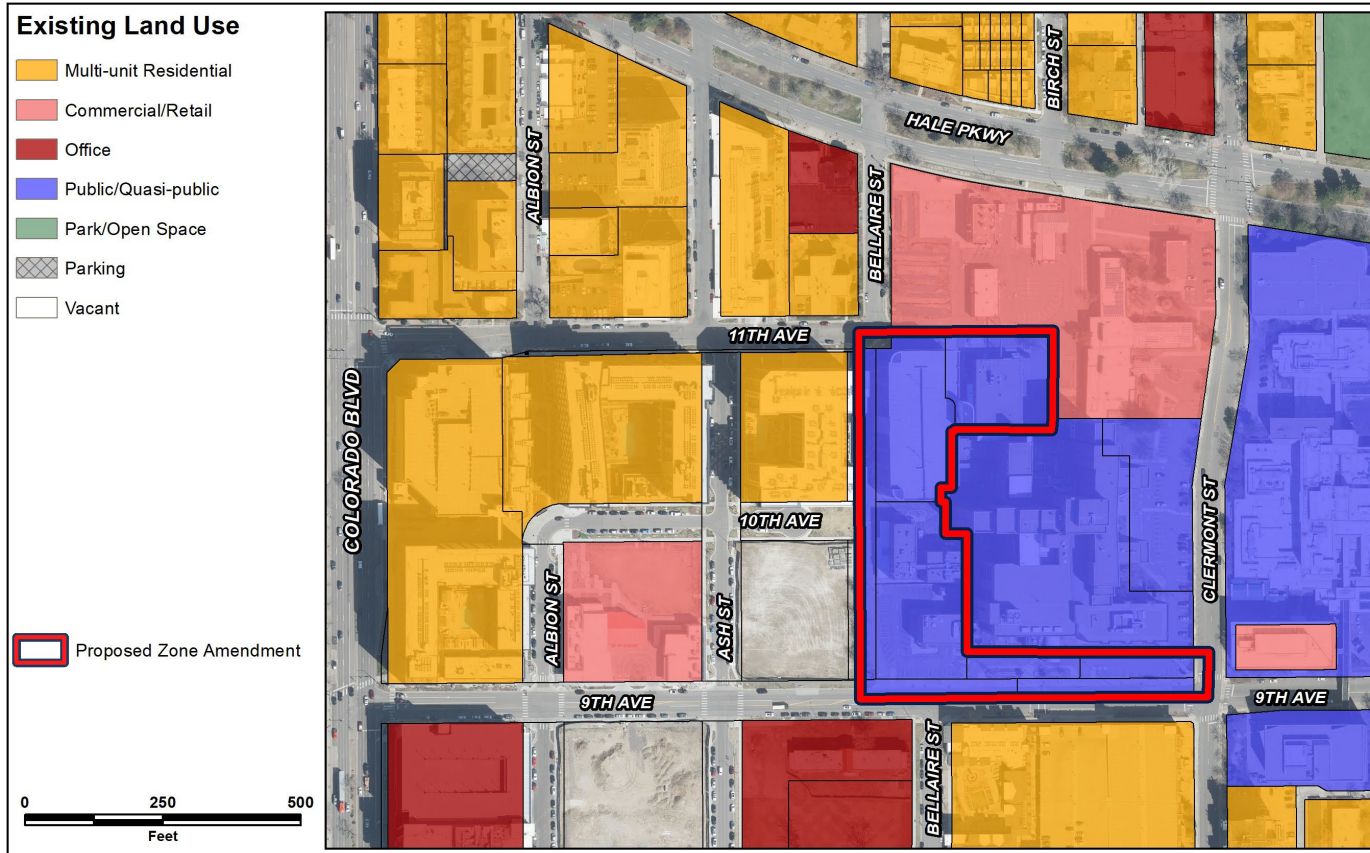 Existing Land Use
Multi-unit Residential
Commercial/Retail
Office
Public/Quasi-public
Park/Open Space
Parking
Vacant
Proposed Zone Amendment
0 250 500
Feet
BIRCH ST
HALE PKWY
ALBION ST
BELLAIRE ST
11TH AVE
COLORADO BLVD
10TH AVE
CLERMONT ST
ALBION ST
ASH ST
9TH AVE
9TH AVE
BELLAIRE ST